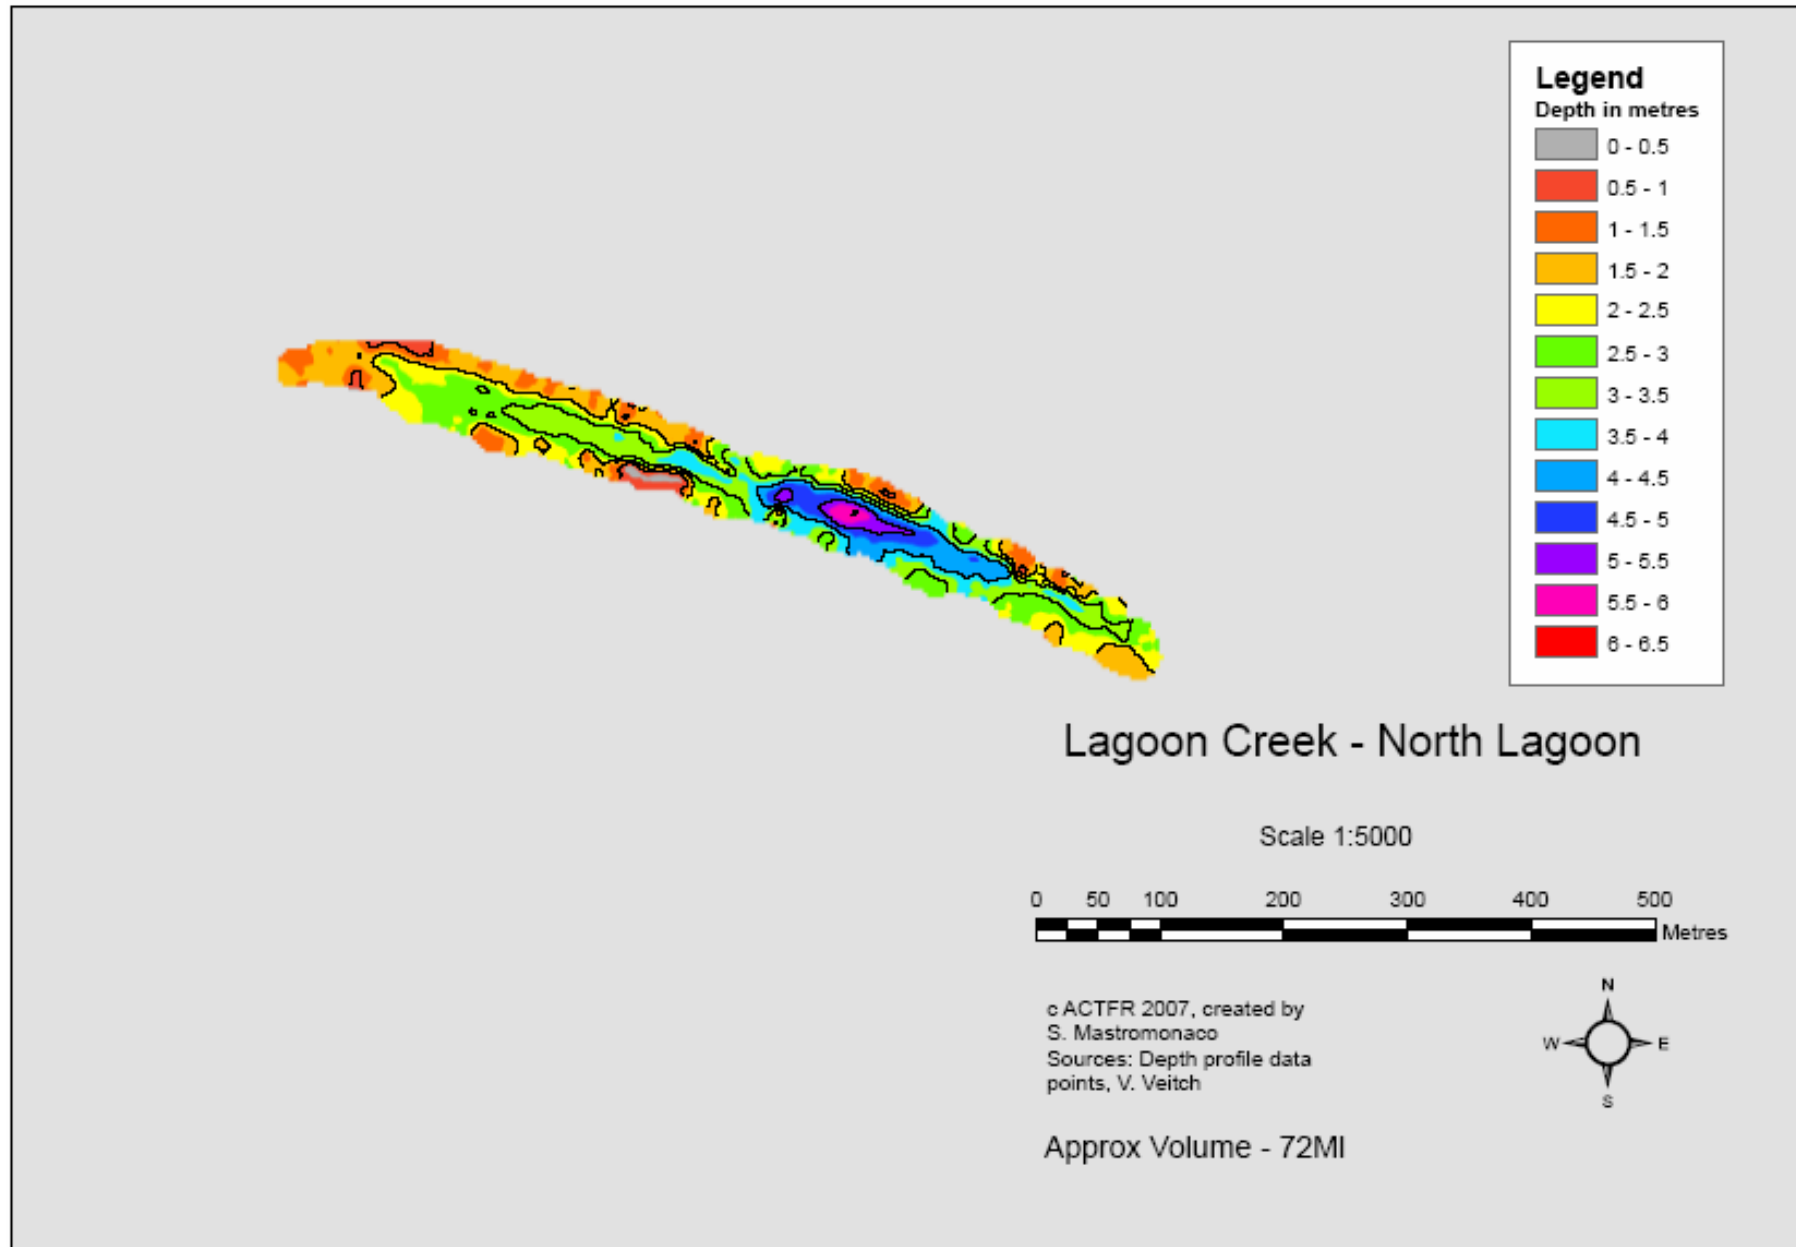 Legend
Depth in metres
0 - 0.5
0.5 - 1
1 - 1.5
1.5 - 2
2 - 2.5
2.5 - 3
3 - 3.5
3.5 - 4
4 - 4.5
4.5 - 5
5 - 5.5
5.5 - 6
6 - 6.5
Lagoon Creek - North Lagoon
Scale 1:5000
0 50 100 200 300 400 500
Metres
c ACTFR 2007, created by
S. Mastromonaco
Sources: Depth profile data
points, V. Veitch
N
W E
S
Approx Volume - 72Ml